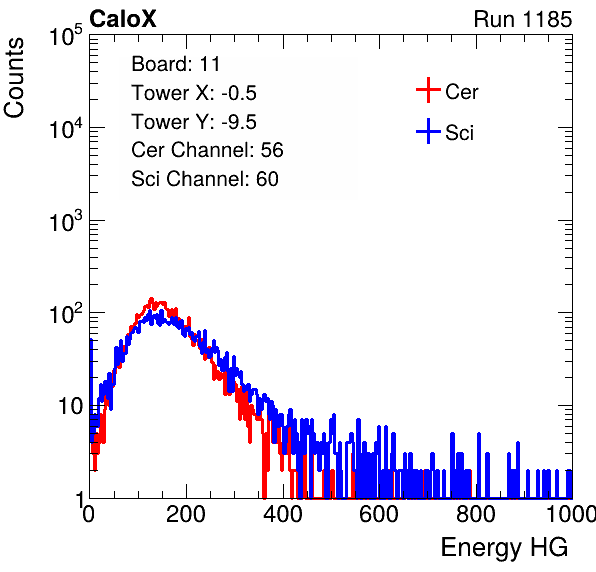 CaloX Run 1185
Counts
10^5
10^4
10^3
10^2
10
1
Board: 11
Tower X: -0.5
Tower Y: -9.5
Cer Channel: 56
Sci Channel: 60
Cer
Sci
0 200 400 600 800 1000
Energy HG